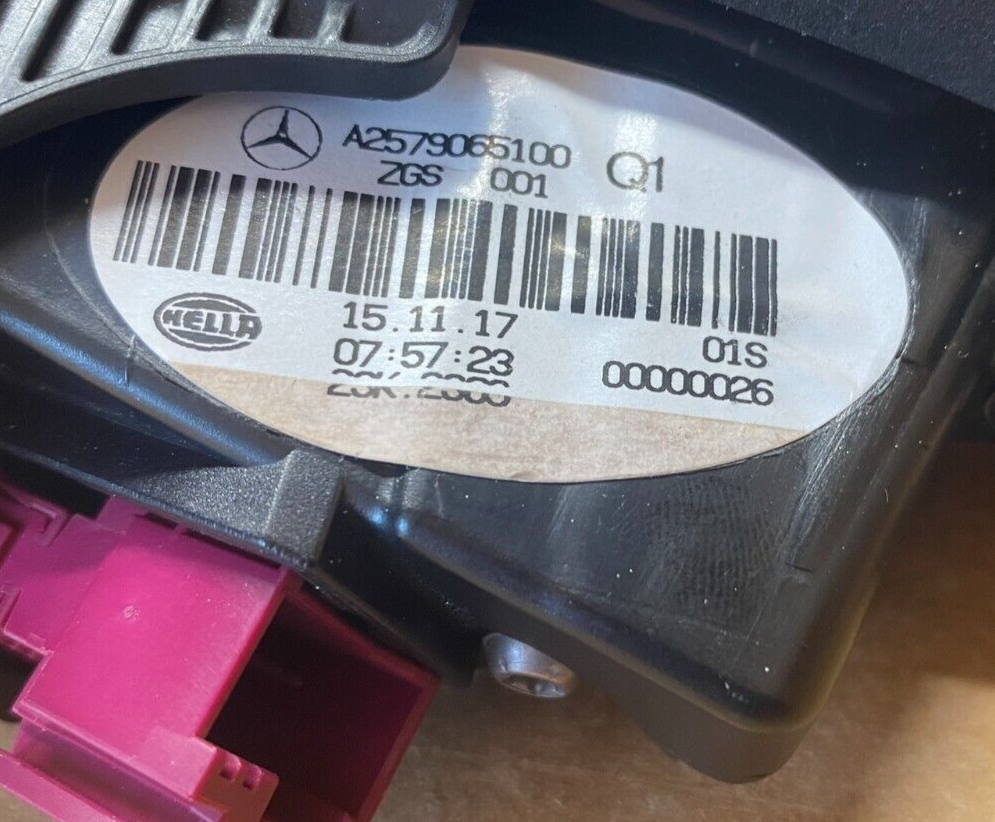 A2579065100 Q1
ZGS 001
HELLA
15.11.17
07:57:23
01S
00000026